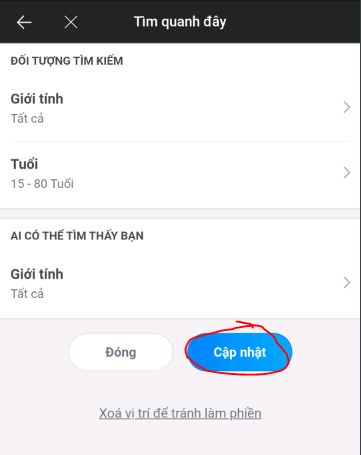 Tìm quanh đây
ĐỐI TƯỢNG TÌM KIẾM
Giới tính
Tất cả
Tuổi
15 - 80 Tuổi
AI CÓ THỂ TÌM THẤY BẠN
Giới tính
Tất cả
Đóng
Cập nhật
Xoá vị trí để tránh làm phiền